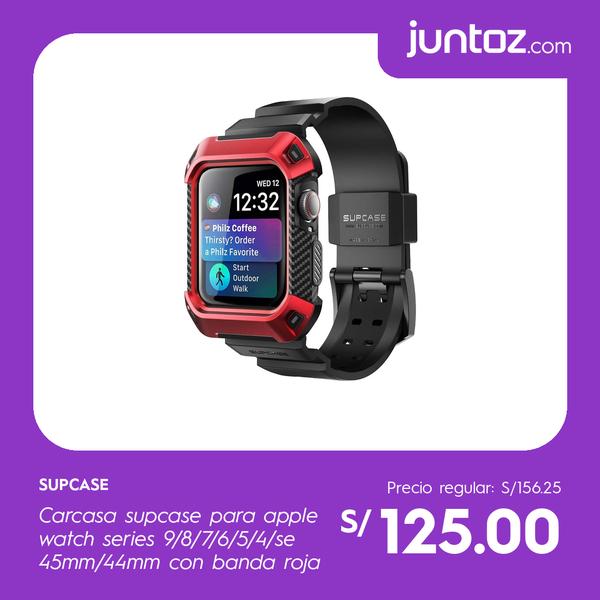 juntoz.com
WED 12
12:32
Philz Coffee
Thirsty? Order
a Philz Favorite
Start
Outdoor
Walk
SUPCASE
SUPCASE
SUPCASE
Carcasa supcase para apple
watch series 9/8/7/6/5/4/se
45mm/44mm con banda roja
Precio regular: S/156.25
S/125.00